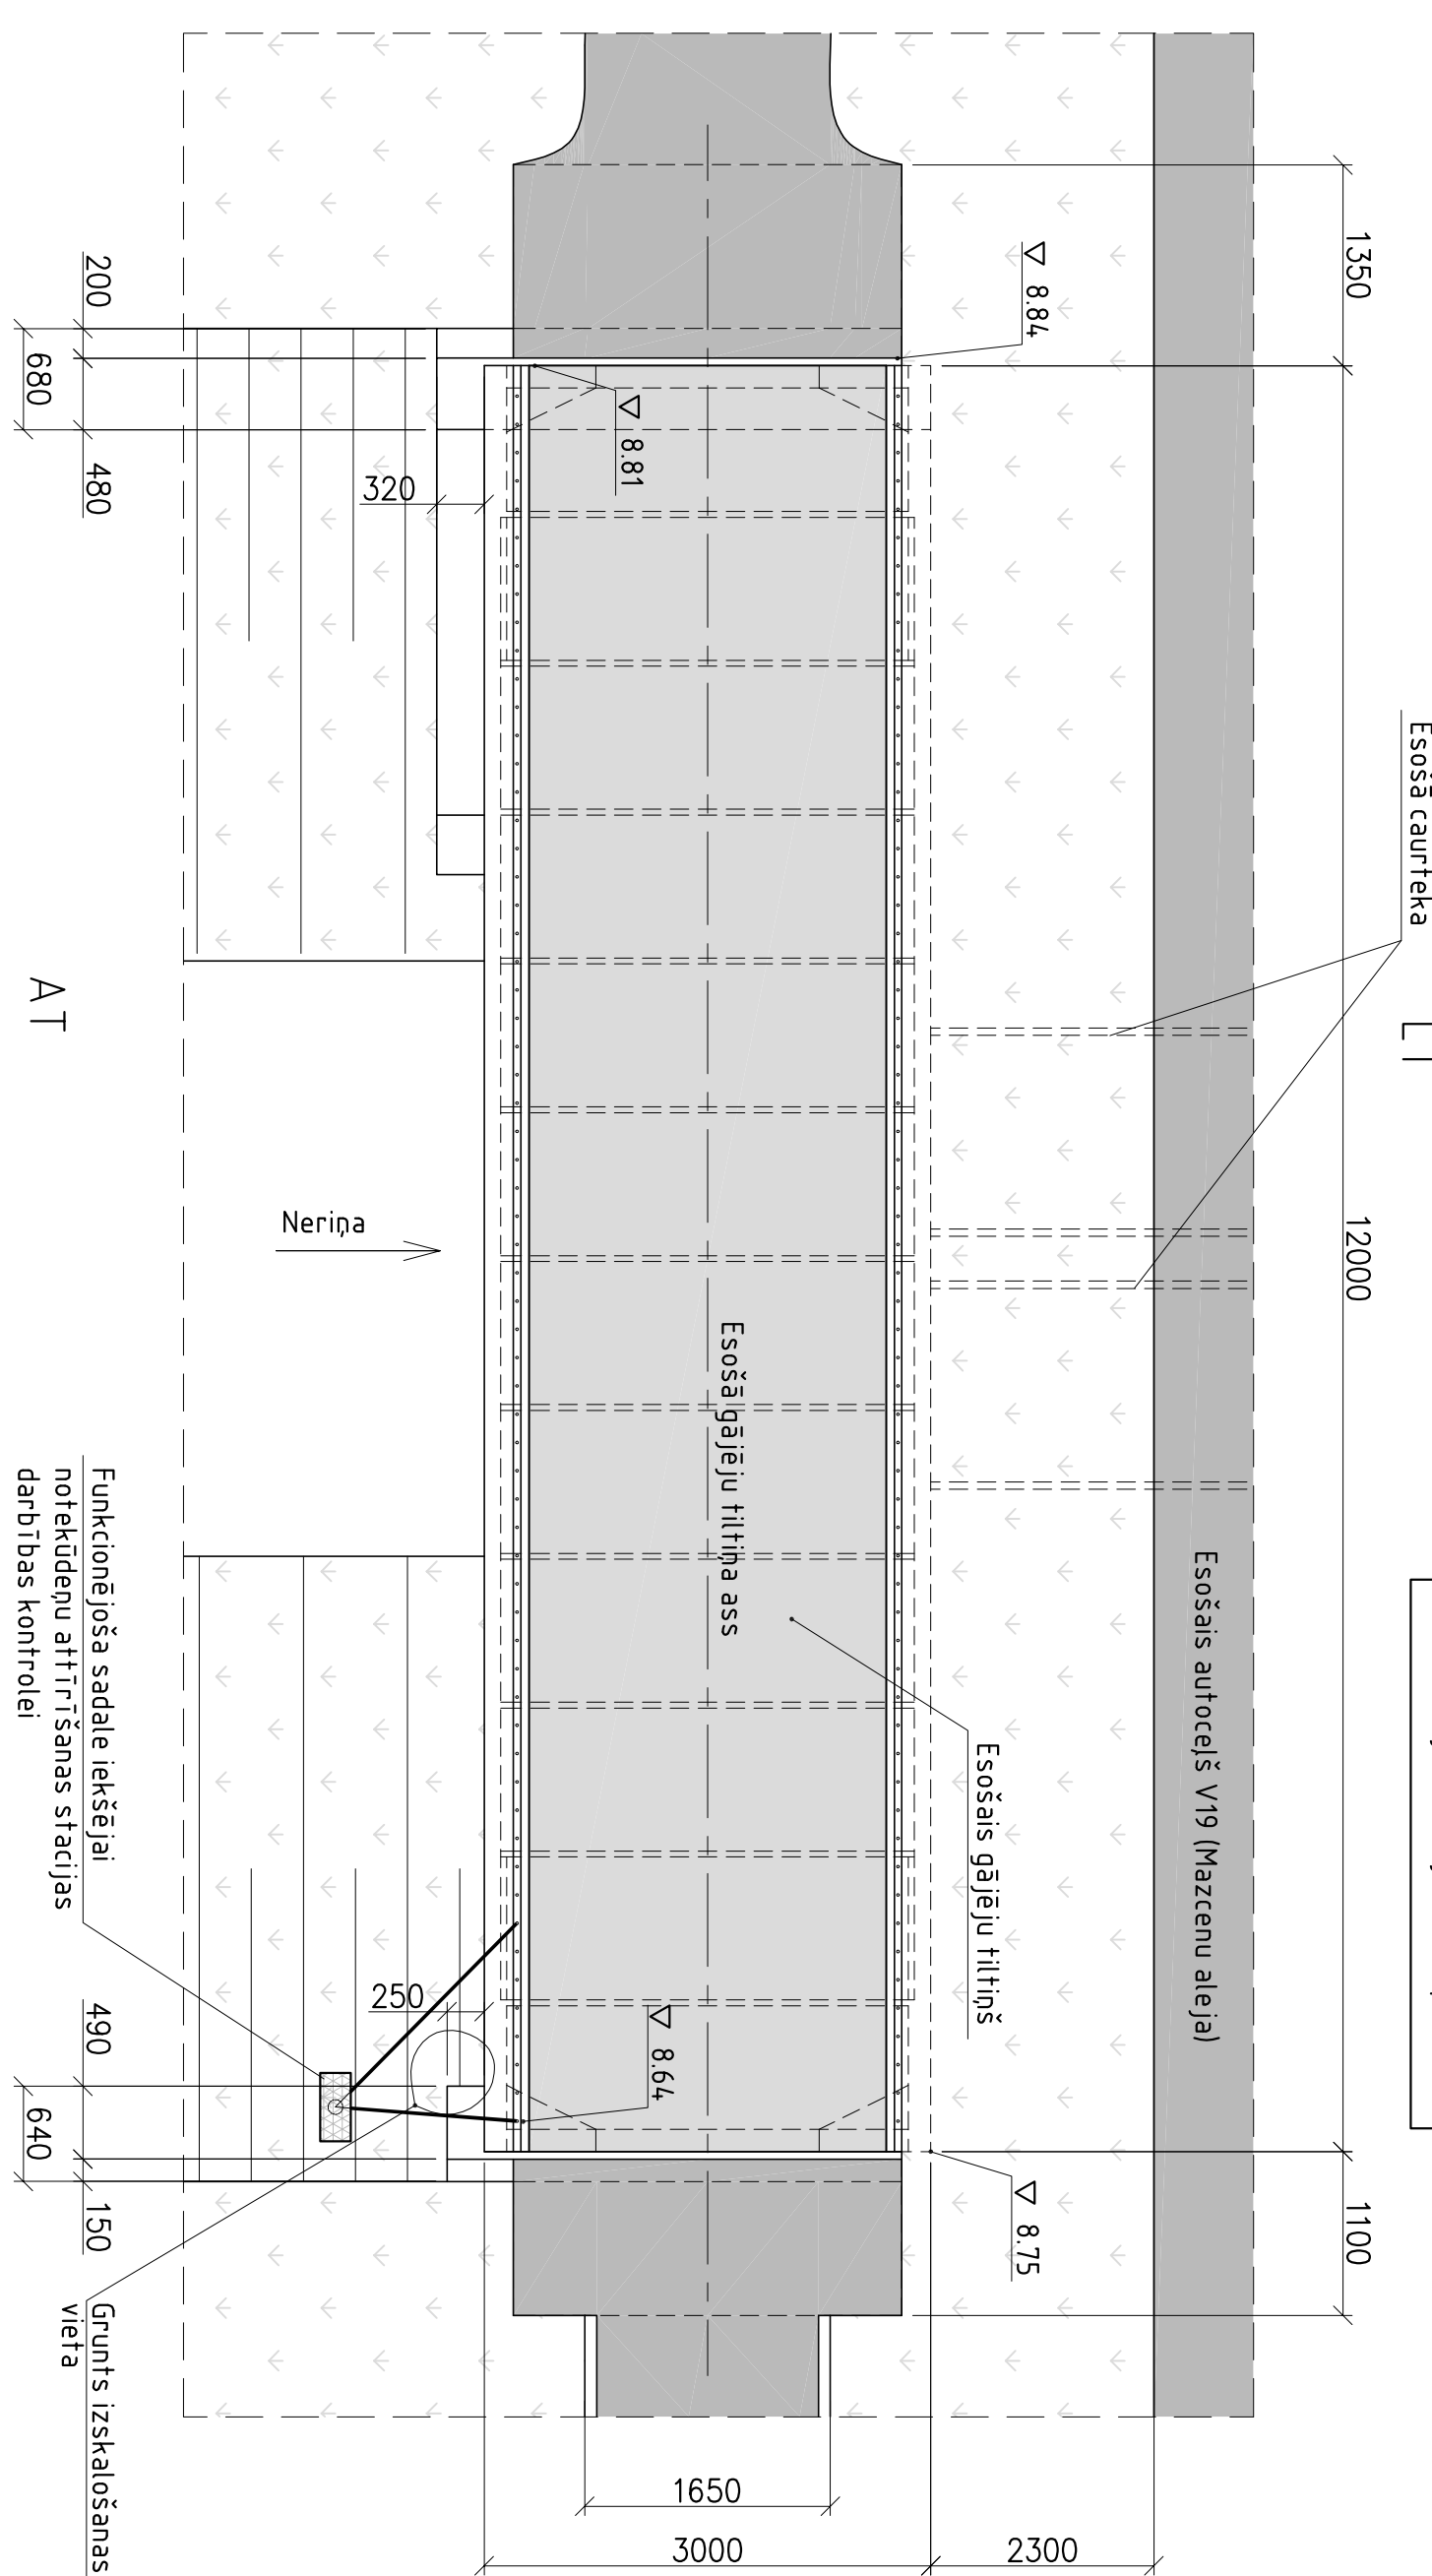 Esošā caurteka
1350
12000
1100
8.84
8.81
8.64
8.75
Esošais autoceļš V19 (Mazcenu aleja)
Esošais gājēju tiltiņš
Esošā gājēju tiltiņa ass
Neriņa
320
250
200
680
480
490
640
150
Funkcionējoša sadale iekšējai
notekūdeņu attīrīšanas stacijas
darbības kontrolei
Grunts izskalošanas
vieta
1650
3000
2300